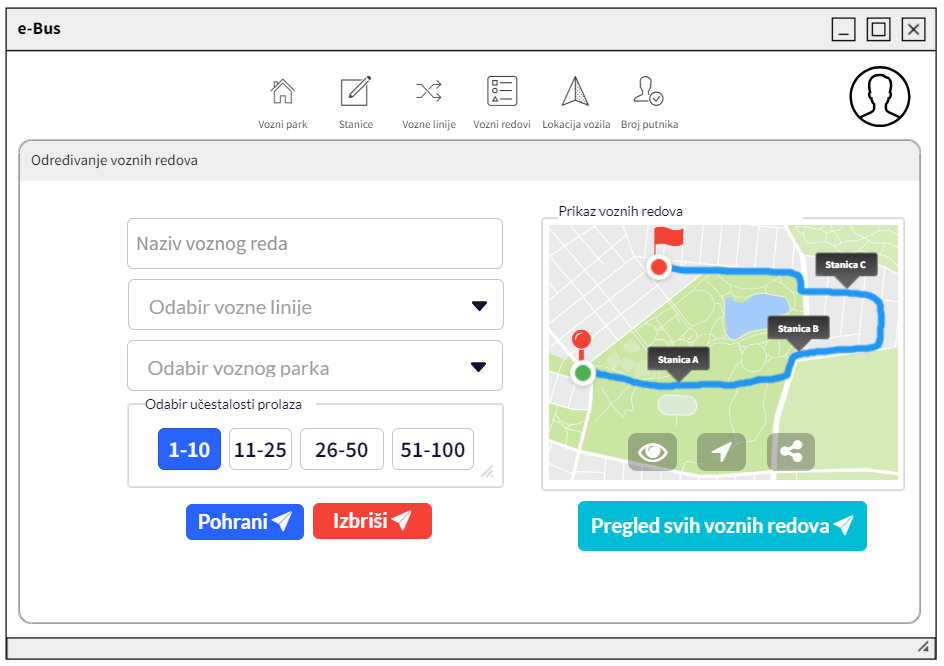 e-Bus
Vozni park
Stanice
Vozne linije
Vozni redovi
Lokacija vozila
Broj putnika
Određivanje voznih redova
Naziv voznog reda
Odabir vozne linije
Odabir voznog parka
Odabir učestalosti prolaza
1-10
11-25
26-50
51-100
Pohrani
Izbriši
Prikaz voznih redova
Stanica C
Stanica B
Stanica A
Pregled svih voznih redova